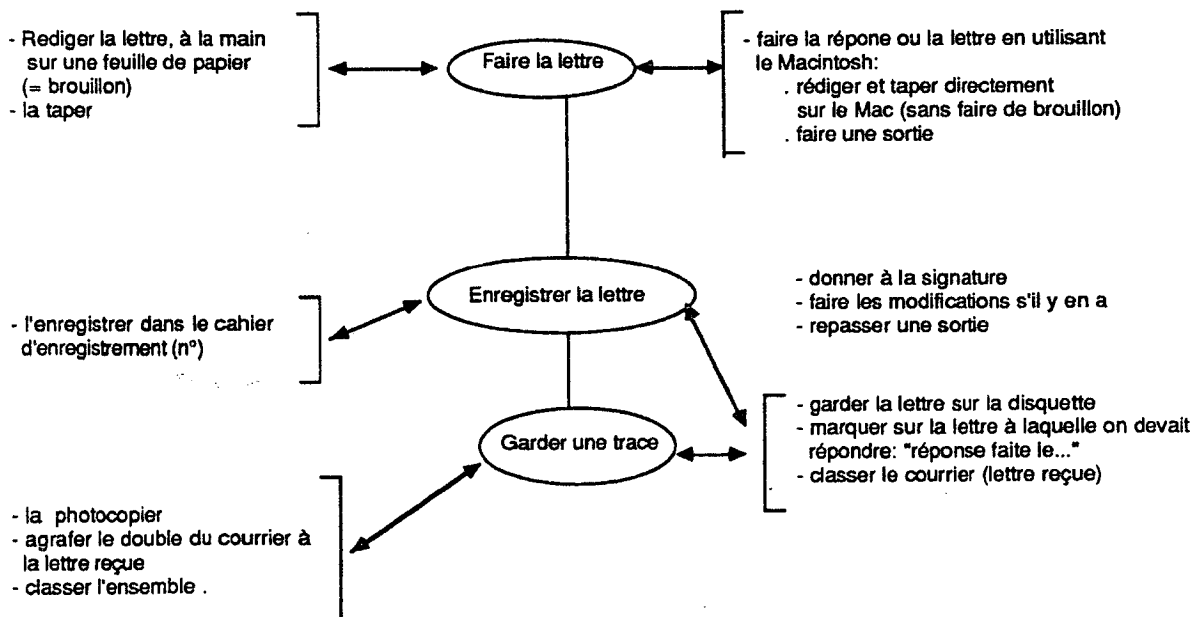 - Rediger la lettre, à la main
sur une feuille de papier
(= brouillon)
- la taper
Faire la lettre
- faire la répone ou la lettre en utilisant
le Macintosh:
. rédiger et taper directement
sur le Mac (sans faire de brouillon)
. faire une sortie
- l'enregistrer dans le cahier
d'enregistrement (n°)
Enregistrer la lettre
- donner à la signature
- faire les modifications s'il y en a
- repasser une sortie
Garder une trace
- garder la lettre sur la disquette
- marquer sur la lettre à laquelle on devait
répondre: "réponse faite le..."
- classer le courrier (lettre reçue)
- la photocopier
- agrafer le double du courrier à
la lettre reçue
- classer l'ensemble .